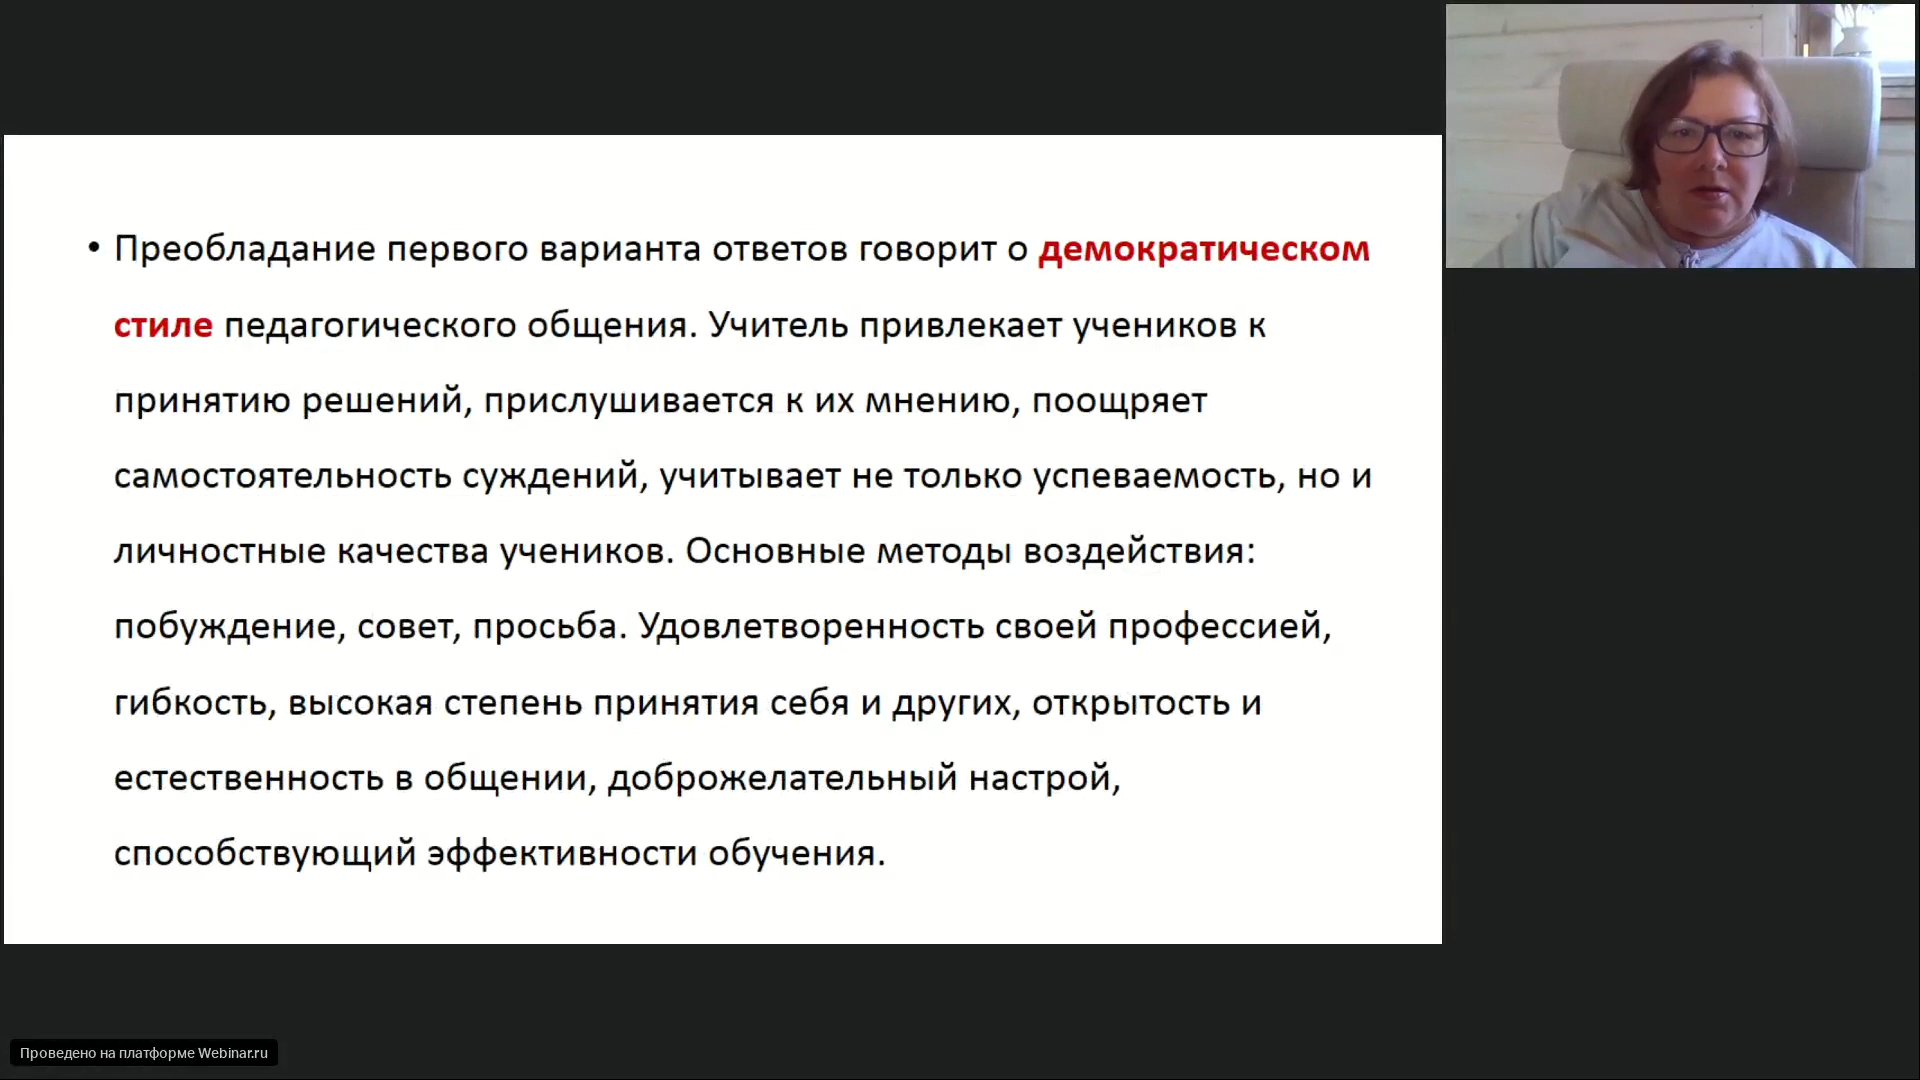 • Преобладание первого варианта ответов говорит о демократическом
стиле педагогического общения. Учитель привлекает учеников к
принятию решений, прислушивается к их мнению, поощряет
самостоятельность суждений, учитывает не только успеваемость, но и
личностные качества учеников. Основные методы воздействия:
побуждение, совет, просьба. Удовлетворенность своей профессией,
гибкость, высокая степень принятия себя и других, открытость и
естественность в общении, доброжелательный настрой,
способствующий эффективности обучения.
Проведено на платформе Webinar.ru